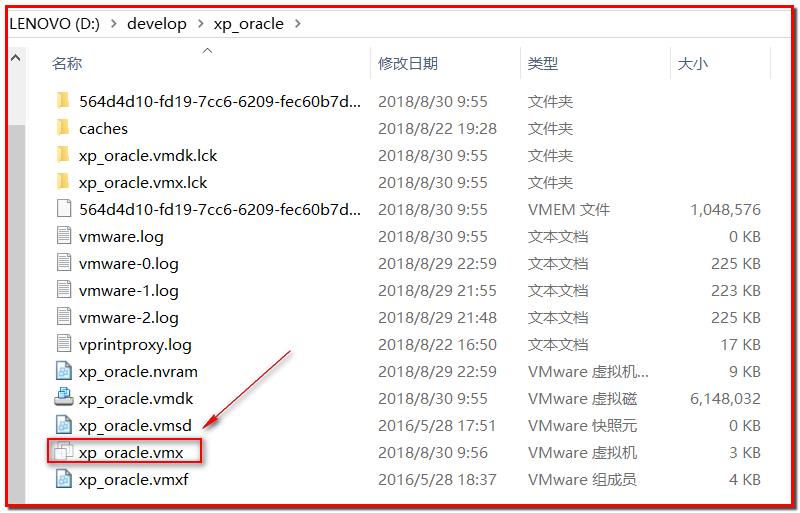 LENOVO (D:) > develop > xp_oracle >
名称 修改日期 类型 大小
564d4d10-fd19-7cc6-6209-fec60b7d... 2018/8/30 9:55 文件夹
caches 2018/8/22 19:28 文件夹
xp_oracle.vmdk.lck 2018/8/30 9:55 文件夹
xp_oracle.vmx.lck 2018/8/30 9:55 文件夹
564d4d10-fd19-7cc6-6209-fec60b7d... 2018/8/30 9:55 VMEM 文件 1,048,576
vmware.log 2018/8/30 9:55 文本文档 0 KB
vmware-0.log 2018/8/29 22:59 文本文档 225 KB
vmware-1.log 2018/8/29 21:55 文本文档 223 KB
vmware-2.log 2018/8/29 21:48 文本文档 225 KB
vprintproxy.log 2018/8/22 16:50 文本文档 17 KB
xp_oracle.nvram 2018/8/29 22:59 VMware 虚拟机... 9 KB
xp_oracle.vmdk 2018/8/30 9:55 VMware 虚拟磁 6,148,032
xp_oracle.vmsd 2016/5/28 17:51 VMware 快照元 0 KB
xp_oracle.vmx 2018/8/30 9:56 VMware 虚拟机 3 KB
xp_oracle.vmxf 2016/5/28 18:37 VMware 组成员 4 KB